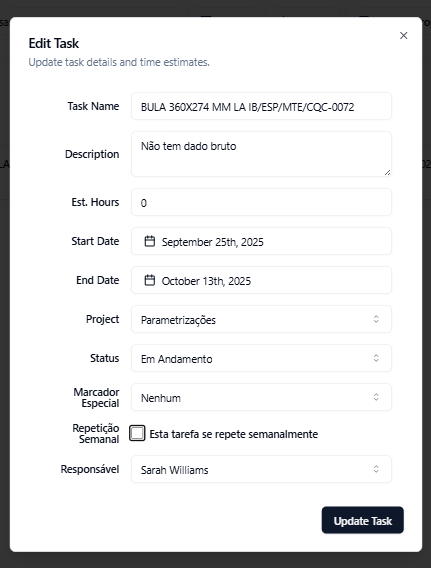 Edit Task
Update task details and time estimates.
Task Name
BULA 360X274 MM LA IB/ESP/MTE/CQC-0072
Description
Não tem dado bruto
Est. Hours
0
Start Date
September 25th, 2025
End Date
October 13th, 2025
Project
Parametrizações
Status
Em Andamento
Marcador
Especial
Nenhum
Repetição
Semanal
Esta tarefa se repete semanalmente
Responsável
Sarah Williams
Update Task